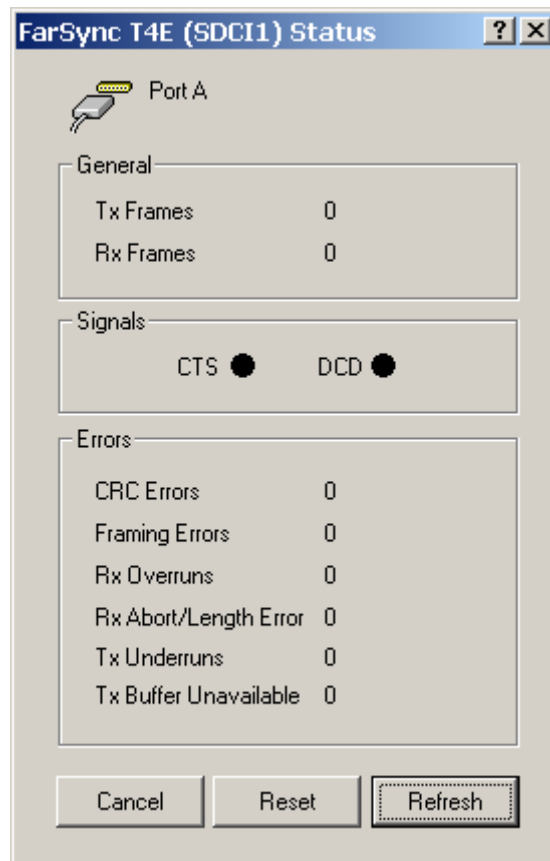 FarSync T4E (SDCI1) Status
Port A
General
Tx Frames 0
Rx Frames 0
Signals
CTS DCD
Errors
CRC Errors 0
Framing Errors 0
Rx Overruns 0
Rx Abort/Length Error 0
Tx Underruns 0
Tx Buffer Unavailable 0
Cancel Reset Refresh